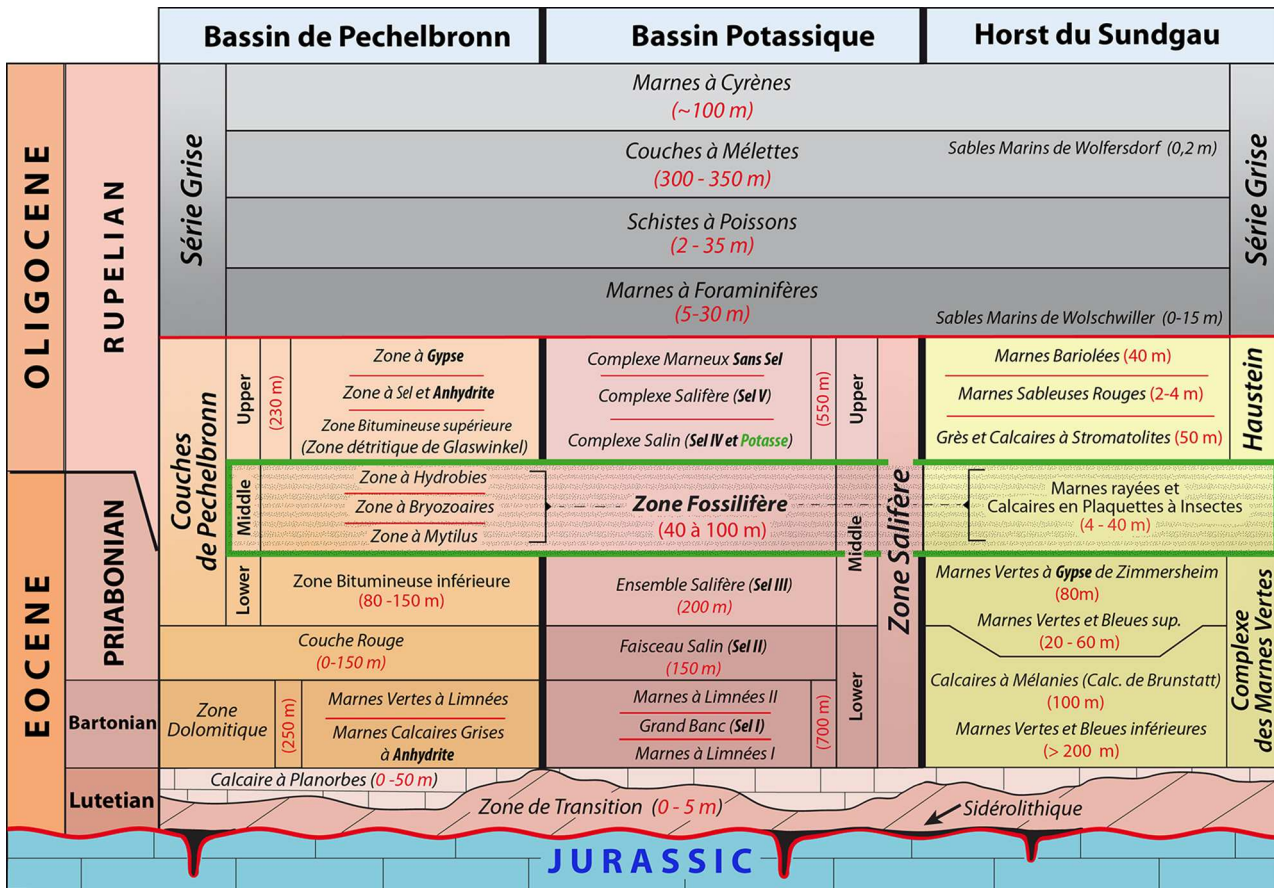 Bassin de Pechelbronn
Bassin Potassique
Horst du Sundgau
OLIGOCENE
RUPELIAN
Série Grise
Marnes à Cyrènes
(~100 m)
Couches à Mélettes
(300 - 350 m)
Sables Marins de Wolfersdorf (0,2 m)
Schistes à Poissons
(2 - 35 m)
Marnes à Foraminifères
(5-30 m)
Sables Marins de Wolschwiller (0-15 m)
Série Grise
Couches
de Pechelbronn
Upper
(230 m)
Zone à Gypse
Zone à Sel et Anhydrite
Zone Bitumineuse supérieure
(Zone détritique de Glaswinkel)
Complexe Marneux Sans Sel
Complexe Salifère (Sel V)
Complexe Salin (Sel IV et Potasse)
(550 m)
Upper
Zone Salifère
Marnes Bariolées (40 m)
Marnes Sableuses Rouges (2-4 m)
Grès et Calcaires à Stromatolites (50 m)
Haustein
EOCENE
PRIABONIAN
Middle
Zone à Hydrobies
Zone à Bryozoaires
Zone à Mytilus
Zone Fossilifère
(40 à 100 m)
Middle
Marnes rayées et
Calcaires en Plaquettes à Insectes
(4 - 40 m)
Lower
Zone Bitumineuse inférieure
(80 -150 m)
Ensemble Salifère (Sel III)
(200 m)
Marnes Vertes à Gypse de Zimmersheim
(80m)
Marnes Vertes et Bleues sup.
(20 - 60 m)
Complexe
des Marnes Vertes
Couche Rouge
(0-150 m)
Faisceau Salin (Sel II)
(150 m)
Lower
Bartonian
Zone
Dolomitique
(250 m)
Marnes Vertes à Limnées
Marnes Calcaires Grises
à Anhydrite
Marnes à Limnées II
Grand Banc (Sel I)
Marnes à Limnées I
(700 m)
Calcaires à Mélanies (Calc. de Brunstatt)
(100 m)
Marnes Vertes et Bleues inférieures
(> 200 m)
Lutetian
Calcaire à Planorbes (0 -50 m)
Zone de Transition (0 - 5 m)
Sidérolithique
JURASSIC